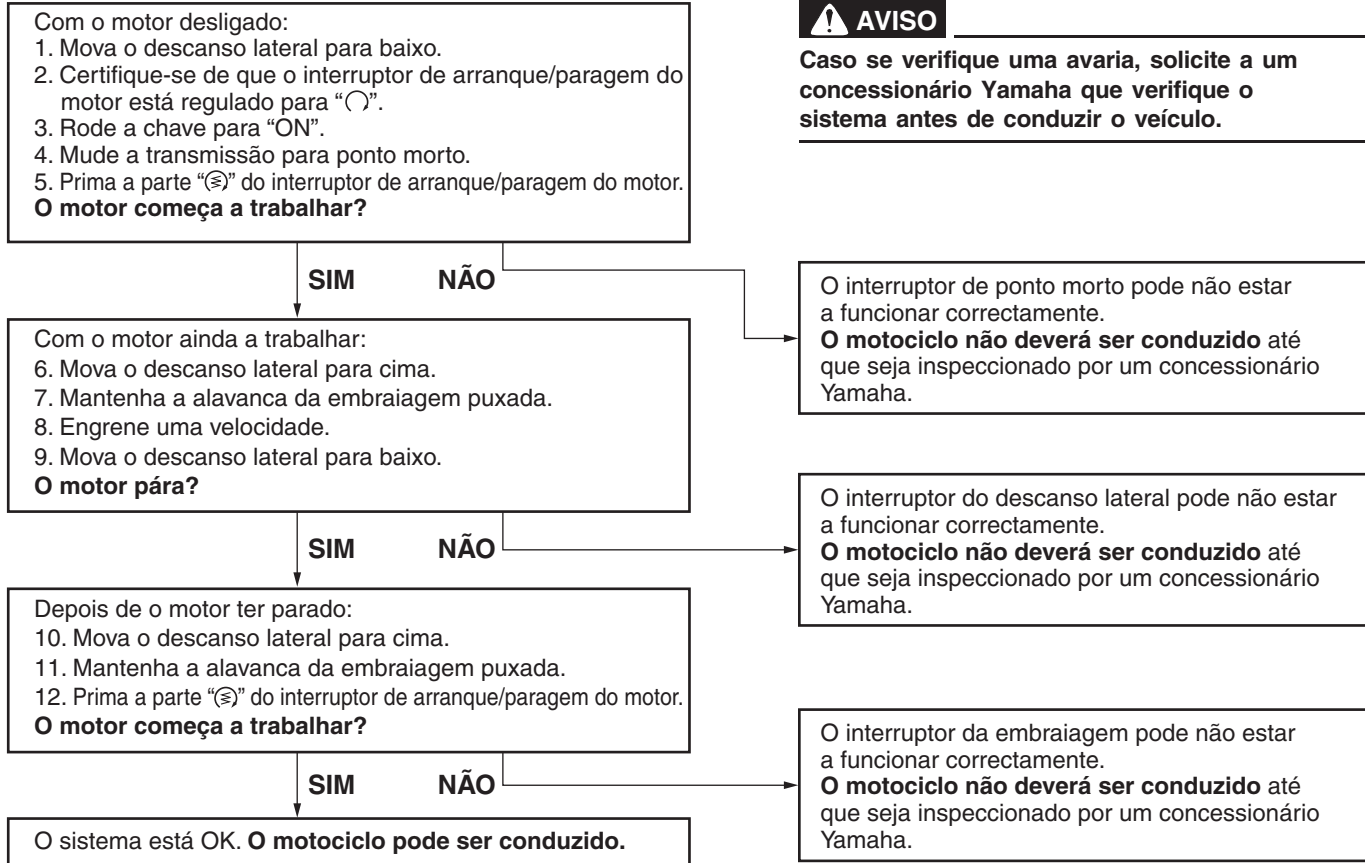 Com o motor desligado:
1. Mova o descanso lateral para baixo.
2. Certifique-se de que o interruptor de arranque/paragem do
motor está regulado para “”.
3. Rode a chave para “ON”.
4. Mude a transmissão para ponto morto.
5. Prima a parte “” do interruptor de arranque/paragem do motor.
O motor começa a trabalhar?
AVISO
Caso se verifique uma avaria, solicite a um
concessionário Yamaha que verifique o
sistema antes de conduzir o veículo.
SIM NÃO
O interruptor de ponto morto pode não estar
a funcionar correctamente.
O motociclo não deverá ser conduzido até
que seja inspeccionado por um concessionário
Yamaha.
Com o motor ainda a trabalhar:
6. Mova o descanso lateral para cima.
7. Mantenha a alavanca da embraiagem puxada.
8. Engrene uma velocidade.
9. Mova o descanso lateral para baixo.
O motor pára?
SIM NÃO
O interruptor do descanso lateral pode não estar
a funcionar correctamente.
O motociclo não deverá ser conduzido até
que seja inspeccionado por um concessionário
Yamaha.
Depois de o motor ter parado:
10. Mova o descanso lateral para cima.
11. Mantenha a alavanca da embraiagem puxada.
12. Prima a parte “” do interruptor de arranque/paragem do motor.
O motor começa a trabalhar?
SIM NÃO
O interruptor da embraiagem pode não estar
a funcionar correctamente.
O motociclo não deverá ser conduzido até
que seja inspeccionado por um concessionário
Yamaha.
O sistema está OK. O motociclo pode ser conduzido.